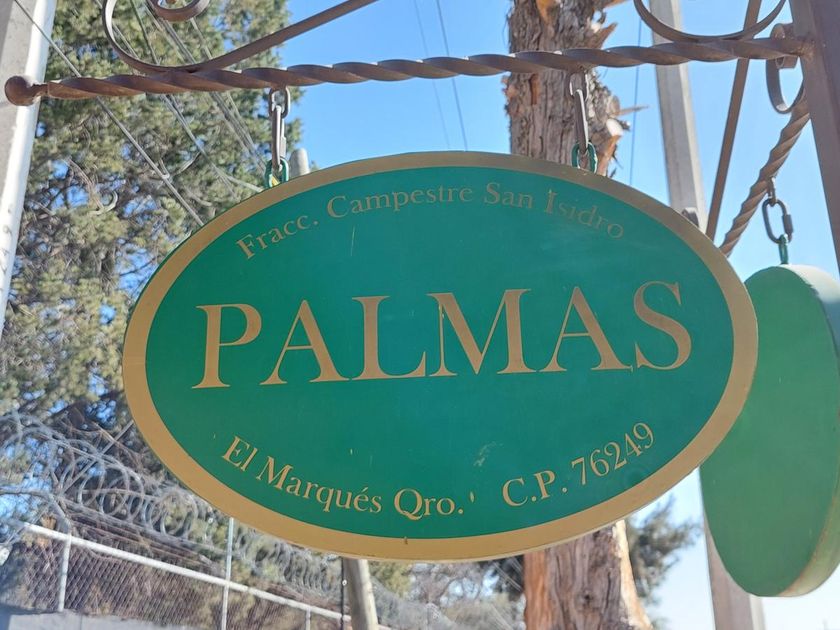 Fracc. Campestre San Isidro
PALMAS
El Marqués Qro. C.P. 76249